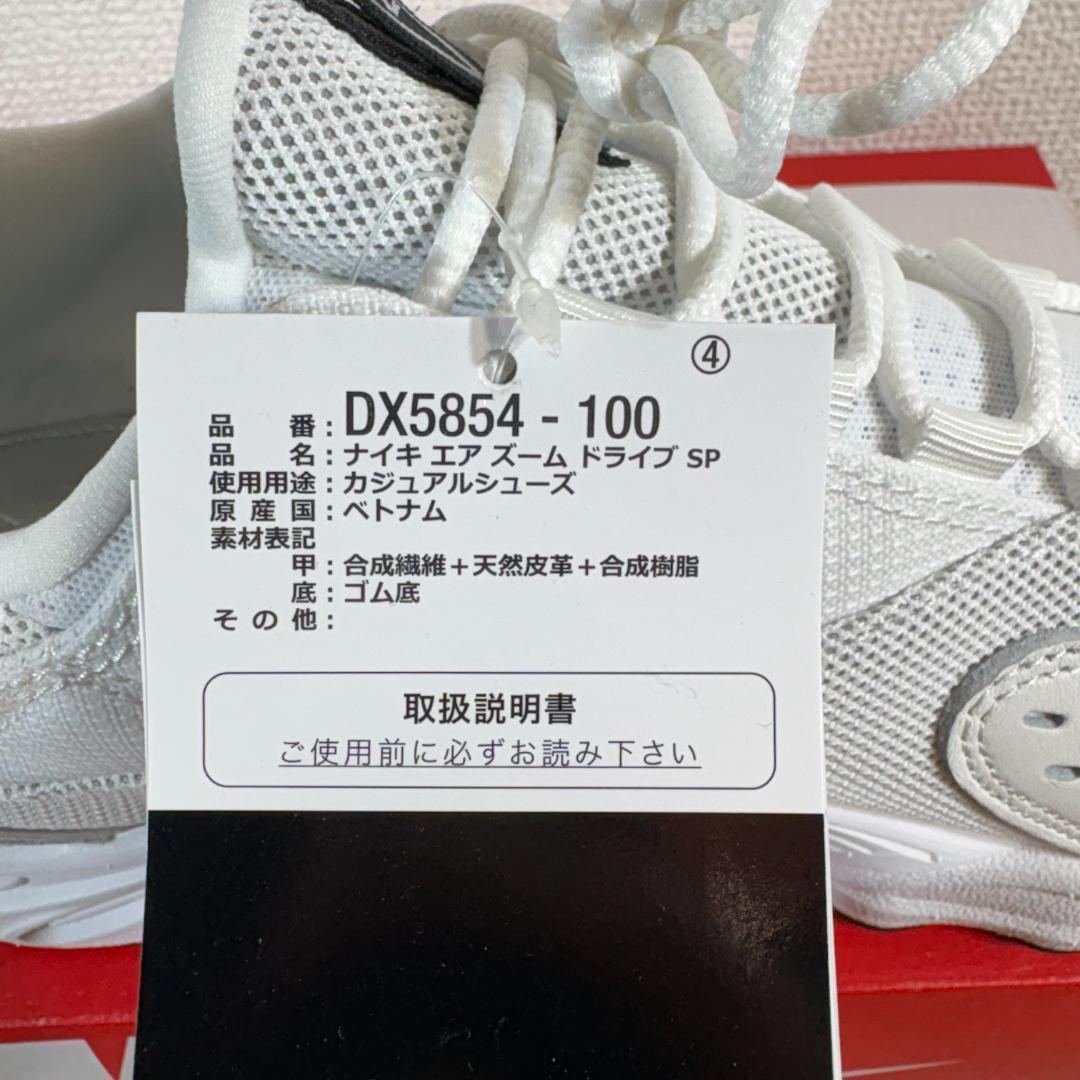 ④
品番：DX5854 - 100
品名：ナイキ エア ズーム ドライブ SP
使用用途：カジュアルシューズ
原産国：ベトナム
素材表記
甲：合成繊維＋天然皮革＋合成樹脂
底：ゴム底
その他：
取扱説明書
ご使用前に必ずお読み下さい